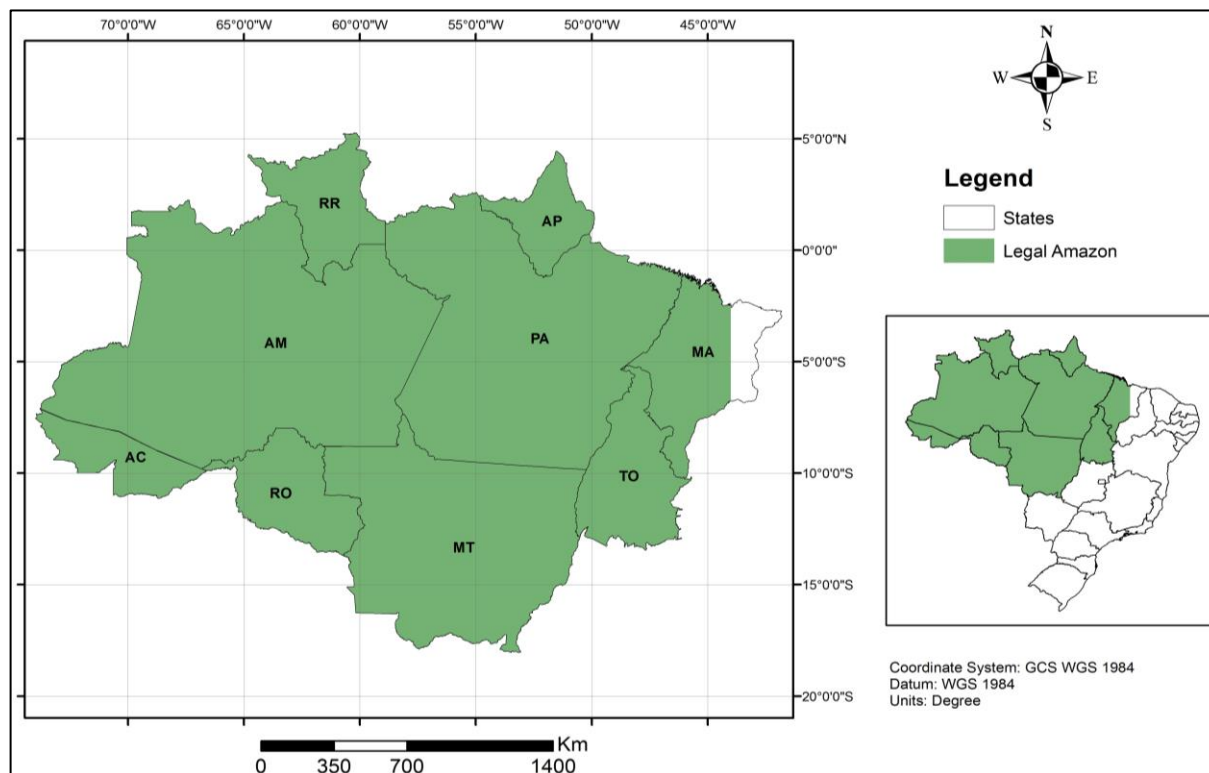 70°0'0"W
65°0'0"W
60°0'0"W
55°0'0"W
50°0'0"W
45°0'0"W
N
W
E
S
5°0'0"N
0°0'0"
5°0'0"S
10°0'0"S
15°0'0"S
20°0'0"S
RR
AP
AM
PA
MA
AC
RO
TO
MT
Legend
States
Legal Amazon
Coordinate System: GCS WGS 1984
Datum: WGS 1984
Units: Degree
Km
0 350 700 1400